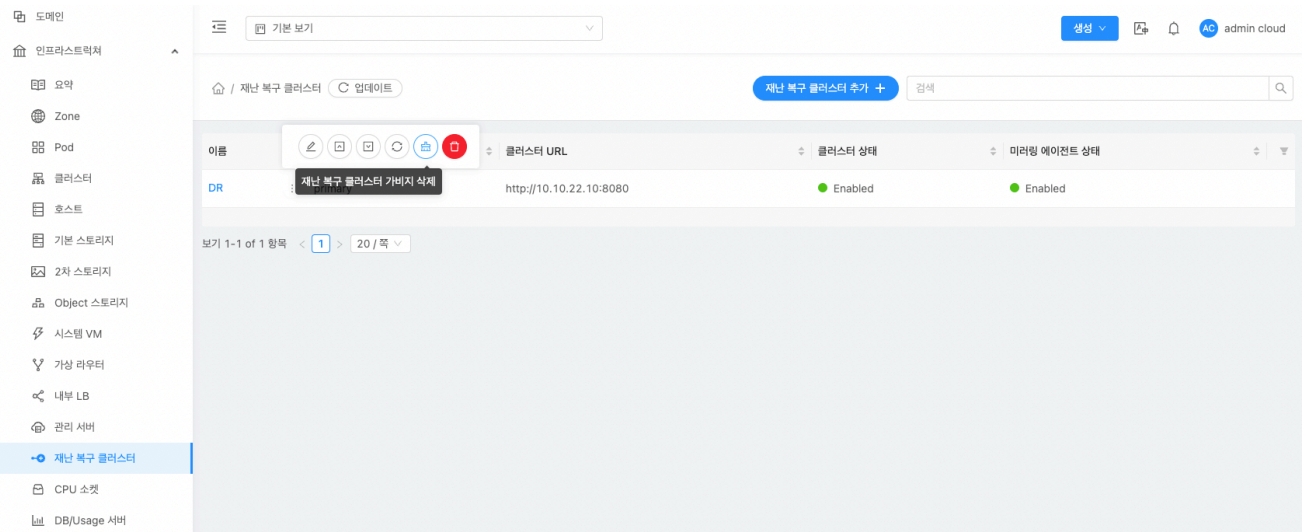 도메인
기본 보기
생성
admin cloud
AC
인프라스트럭쳐
요약
Zone
Pod
클러스터
호스트
기본 스토리지
2차 스토리지
Object 스토리지
시스템 VM
가상 라우터
내부 LB
관리 서버
재난 복구 클러스터
CPU 소켓
DB/Usage 서버
/ 재난 복구 클러스터 업데이트
재난 복구 클러스터 추가 +
검색
이름 클러스터 URL 클러스터 상태 미러링 에이전트 상태
재난 복구 클러스터 가비지 삭제
DR primary http://10.10.22.10:8080 Enabled Enabled
보기 1-1 of 1 항목 < 1 > 20 / 쪽